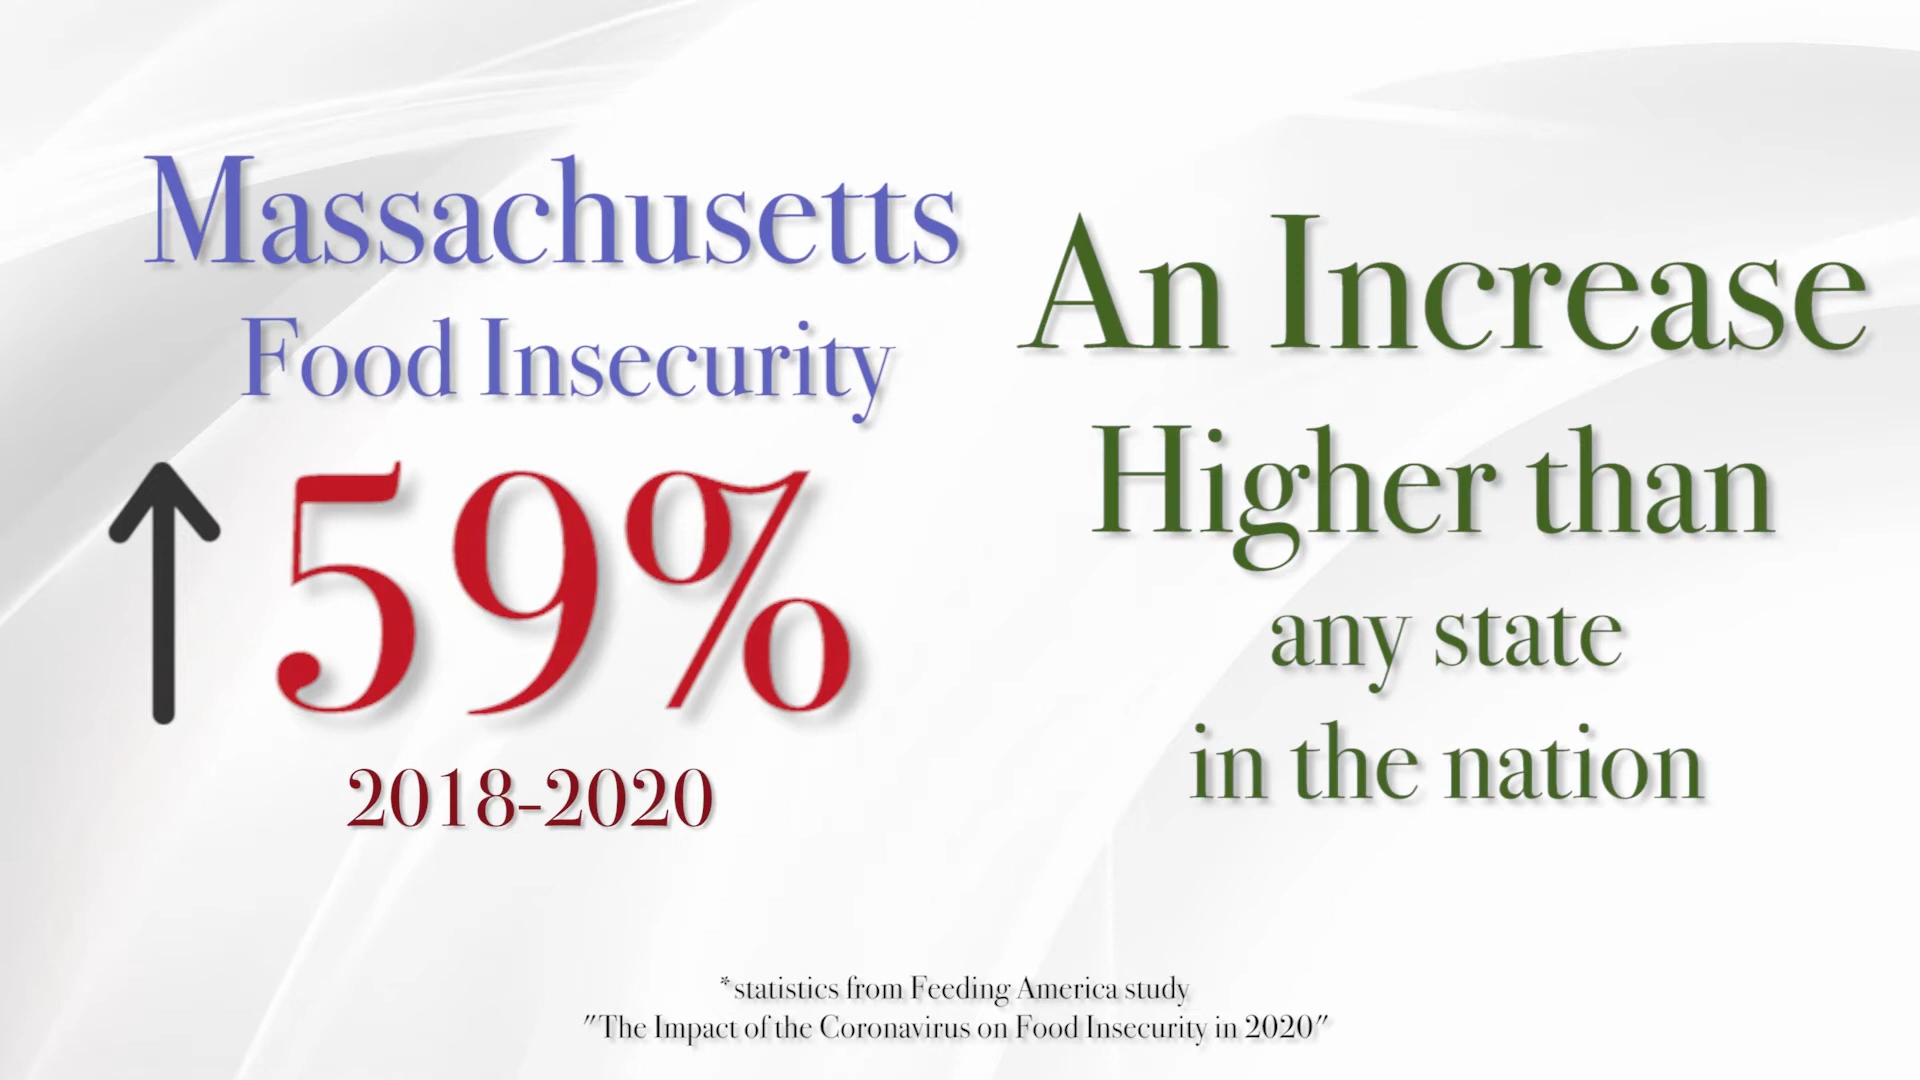 Massachusetts
Food Insecurity
59%
2018-2020
An Increase
Higher than
any state
in the nation
*statistics from Feeding America study
"The Impact of the Coronavirus on Food Insecurity in 2020"